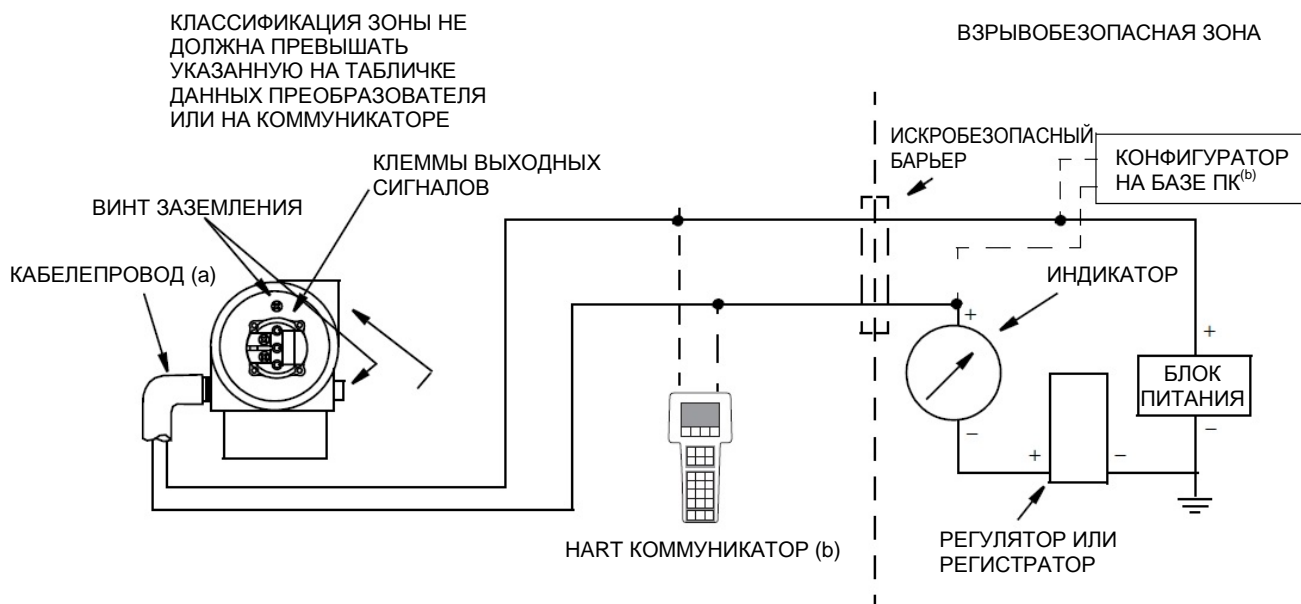 КЛАССИФИКАЦИЯ ЗОНЫ НЕ
ДОЛЖНА ПРЕВЫШАТЬ
УКАЗАННУЮ НА ТАБЛИЧКЕ
ДАННЫХ ПРЕОБРАЗОВАТЕЛЯ
ИЛИ НА КОММУНИКАТОРЕ
ВЗРЫВОБЕЗОПАСНАЯ ЗОНА
КЛЕММЫ ВЫХОДНЫХ
СИГНАЛОВ
ИСКРОБЕЗОПАСНЫЙ
БАРЬЕР
КОНФИГУРАТОР
НА БАЗЕ ПК(b)
ВИНТ ЗАЗЕМЛЕНИЯ
КАБЕЛЕПРОВОД (a)
ИНДИКАТОР
+
+
БЛОК
ПИТАНИЯ
–
–
+
–
HART КОММУНИКАТОР (b)
РЕГУЛЯТОР ИЛИ
РЕГИСТРАТОР